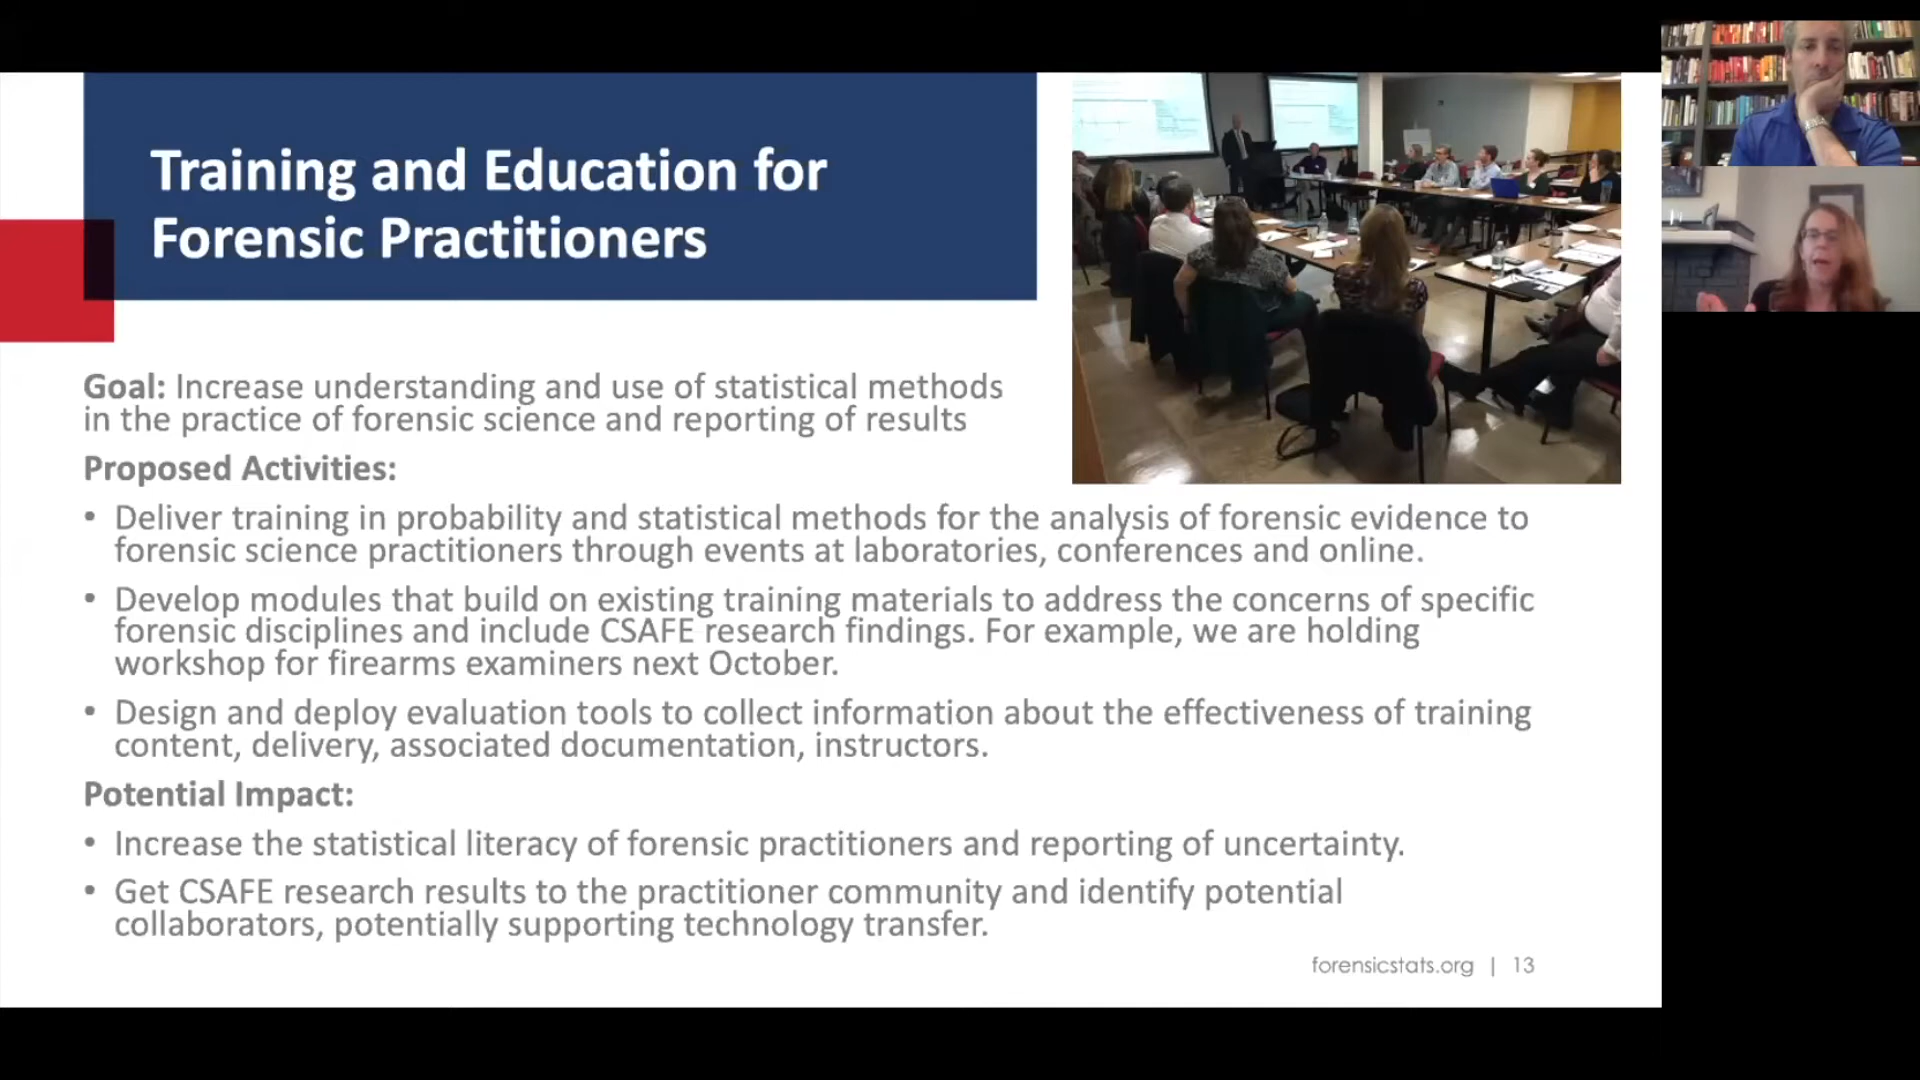 Training and Education for
Forensic Practitioners
Goal: Increase understanding and use of statistical methods
in the practice of forensic science and reporting of results
Proposed Activities:
• Deliver training in probability and statistical methods for the analysis of forensic evidence to
forensic science practitioners through events at laboratories, conferences and online.
• Develop modules that build on existing training materials to address the concerns of specific
forensic disciplines and include CSAFE research findings. For example, we are holding
workshop for firearms examiners next October.
• Design and deploy evaluation tools to collect information about the effectiveness of training
content, delivery, associated documentation, instructors.
Potential Impact:
• Increase the statistical literacy of forensic practitioners and reporting of uncertainty.
• Get CSAFE research results to the practitioner community and identify potential
collaborators, potentially supporting technology transfer.
forensicstats.org | 13